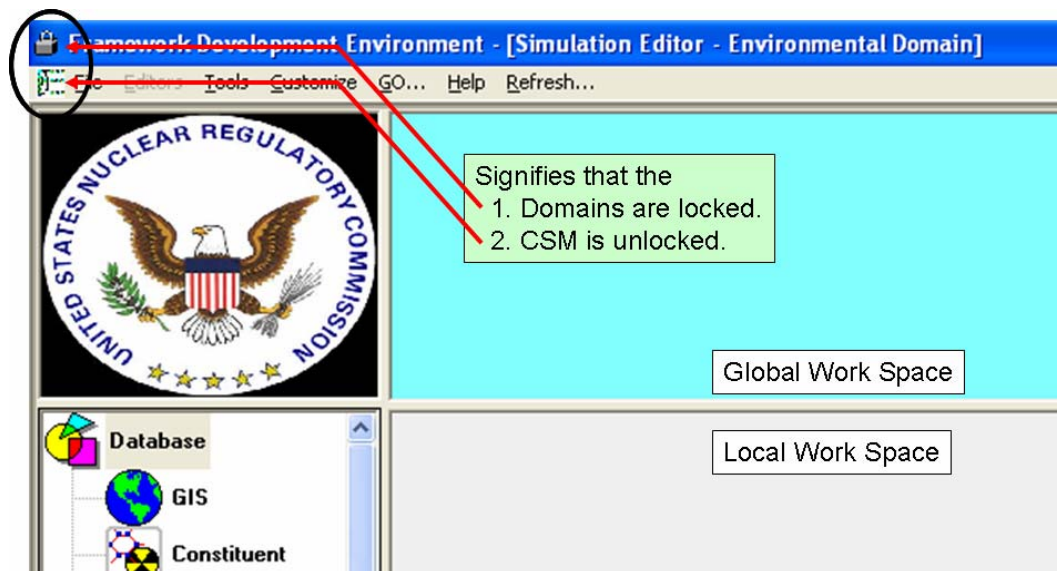 Framework Development Environment - [Simulation Editor - Environmental Domain]
File Editors Tools Customize GO... Help Refresh...
UNITED STATES NUCLEAR REGULATORY COMMISSION
Signifies that the
1. Domains are locked.
2. CSM is unlocked.
Global Work Space
Database
Local Work Space
GIS
Constituent